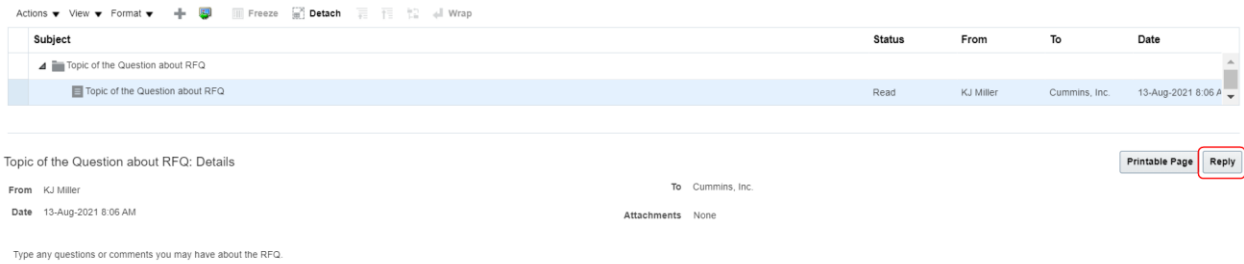 Actions View Format Freeze Detach Wrap
Subject Status From To Date
Topic of the Question about RFQ
Topic of the Question about RFQ Read KJ Miller Cummins, Inc. 13-Aug-2021 8:06
Topic of the Question about RFQ: Details Printable Page Reply
From KJ Miller To Cummins, Inc.
Date 13-Aug-2021 8:06 AM Attachments None
Type any questions or comments you may have about the RFQ.